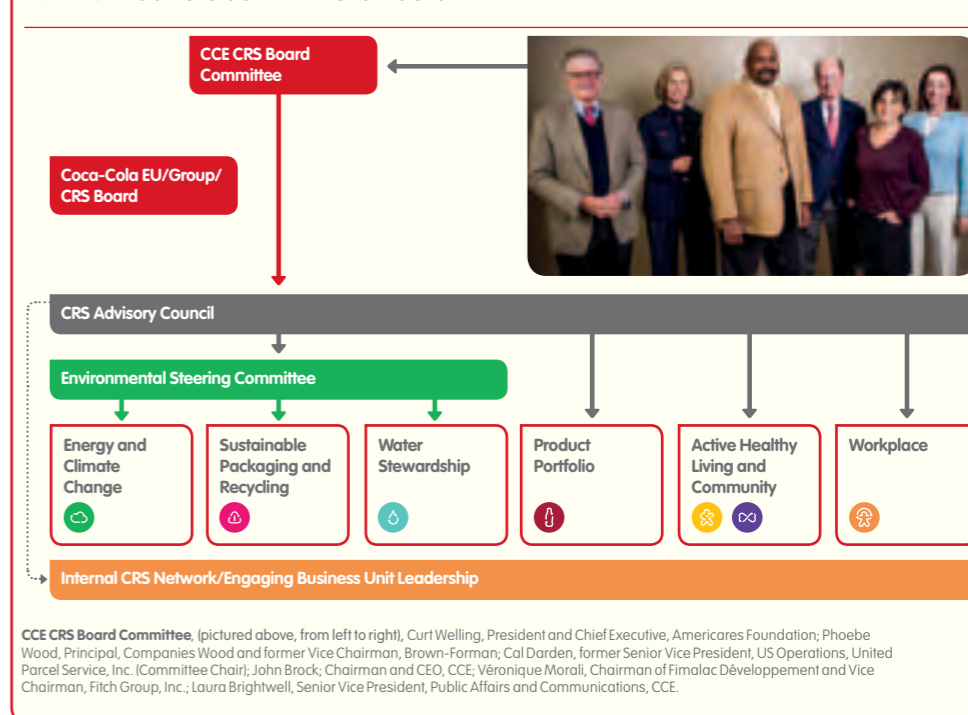 CCE CRS Board
Committee
Coca-Cola EU/Group/
CRS Board
CRS Advisory Council
Environmental Steering Committee
Energy and
Climate
Change
Sustainable
Packaging and
Recycling
Water
Stewardship
Product
Portfolio
Active Healthy
Living and
Community
Workplace
Internal CRS Network/Engaging Business Unit Leadership
CCE CRS Board Committee, (pictured above, from left to right), Curt Welling, President and Chief Executive, Americares Foundation; Phoebe
Wood, Principal, Companies Wood and former Vice Chairman, Brown-Forman; Cal Darden, former Senior Vice President, US Operations, United
Parcel Service, Inc. (Committee Chair); John Brock; Chairman and CEO, CCE; Véronique Morali, Chairman of Fimalac Développement and Vice
Chairman, Fitch Group, Inc.; Laura Brightwell, Senior Vice President, Public Affairs and Communications, CCE.